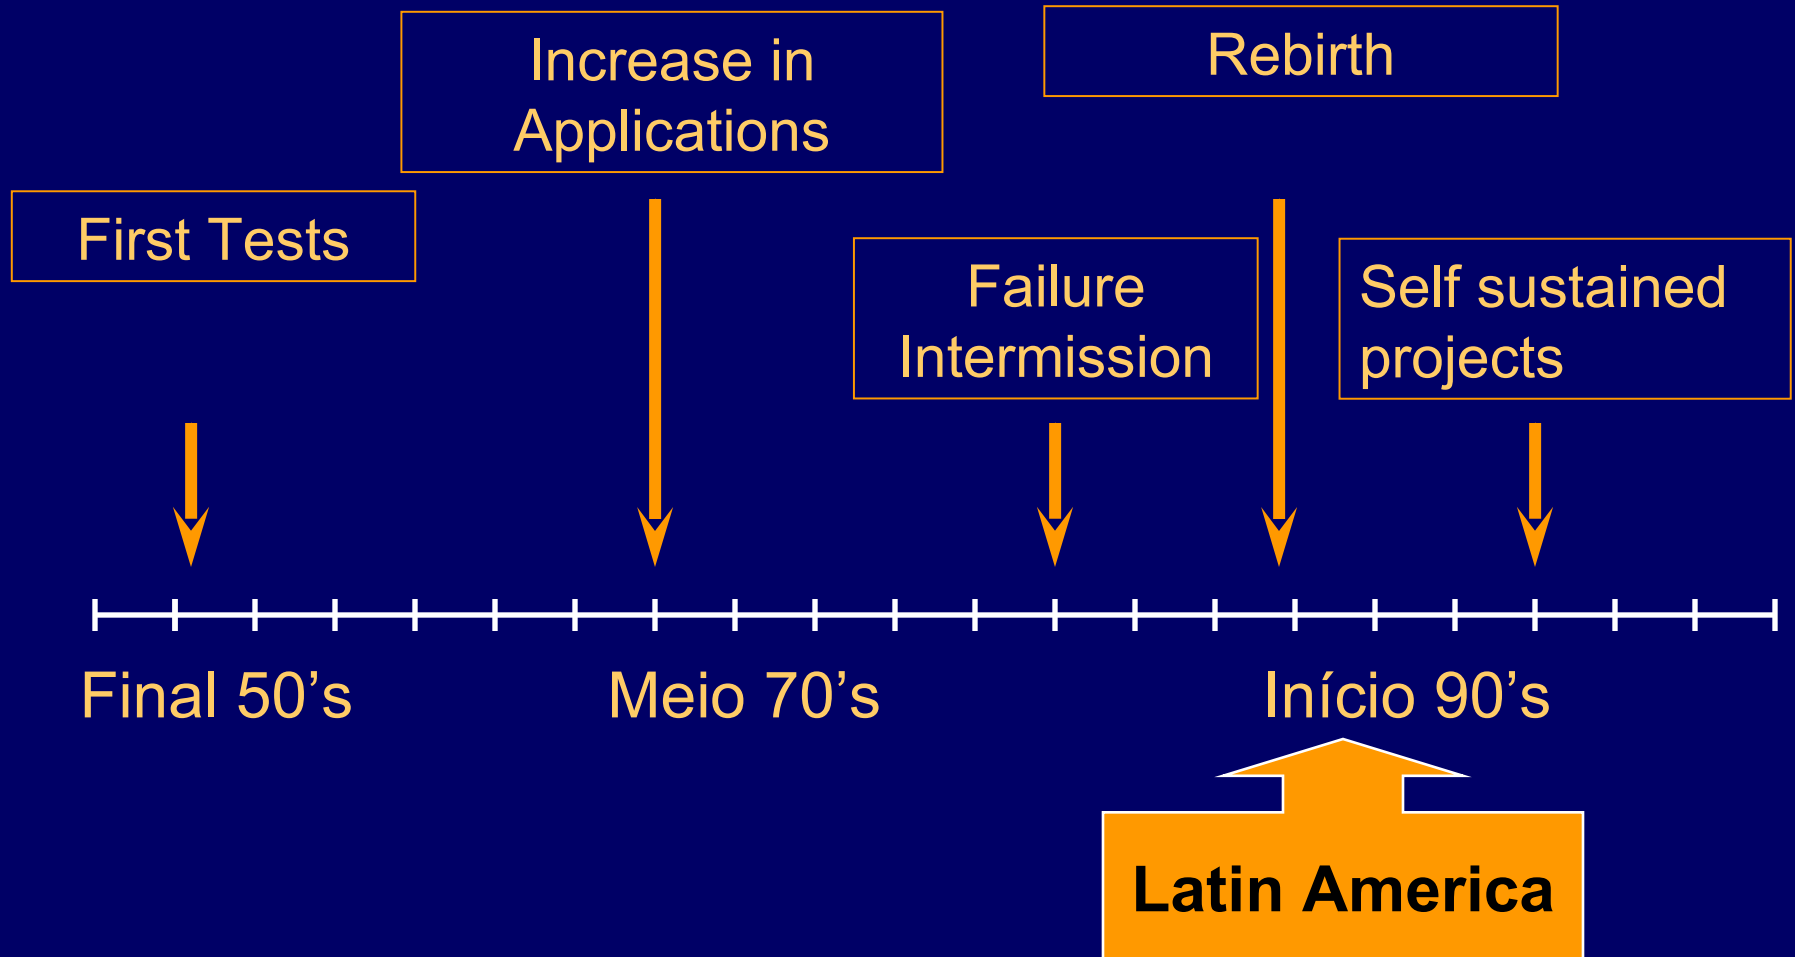 Increase in
Applications
Rebirth
First Tests
Failure
Intermission
Self sustained
projects
Final 50’s
Meio 70’s
Início 90’s
Latin America